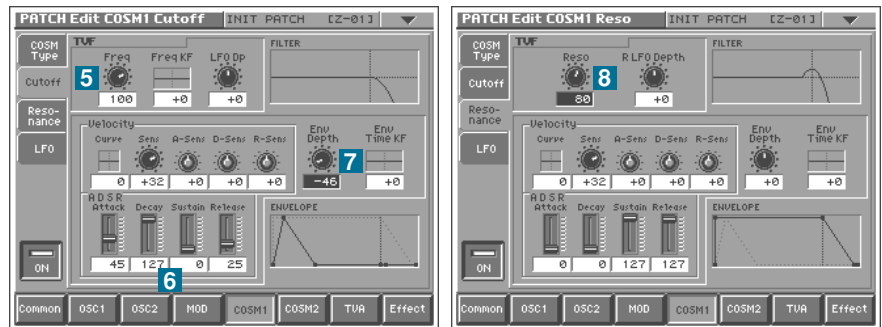 PATCH Edit COSM1 Cutoff INIT PATCH [Z-01]
COSM Type
Cutoff
Reso-
nance
LFO
ON
TVF
Freq Freq KF LFO Dp
5
100 +0 +0
FILTER
Velocity
Curve Sens A-Sens D-Sens R-Sens
0 +32 +0 +0 +0
Env Depth
Env Time KF
7
-46 +0
ADSR
Attack Decay Sustain Release
45 127 0 25
6
ENVELOPE
Common OSC1 OSC2 MOD COSM1 COSM2 TVA Effect
PATCH Edit COSM1 Reso INIT PATCH [Z-01]
COSM Type
Cutoff
Reso-
nance
LFO
ON
TVF
Reso R LFO Depth
8
80 +0
FILTER
Velocity
Curve Sens A-Sens D-Sens R-Sens
0 +32 +0 +0 +0
Env Depth
Env Time KF
+0 +0
ADSR
Attack Decay Sustain Release
0 0 127 127
ENVELOPE
Common OSC1 OSC2 MOD COSM1 COSM2 TVA Effect